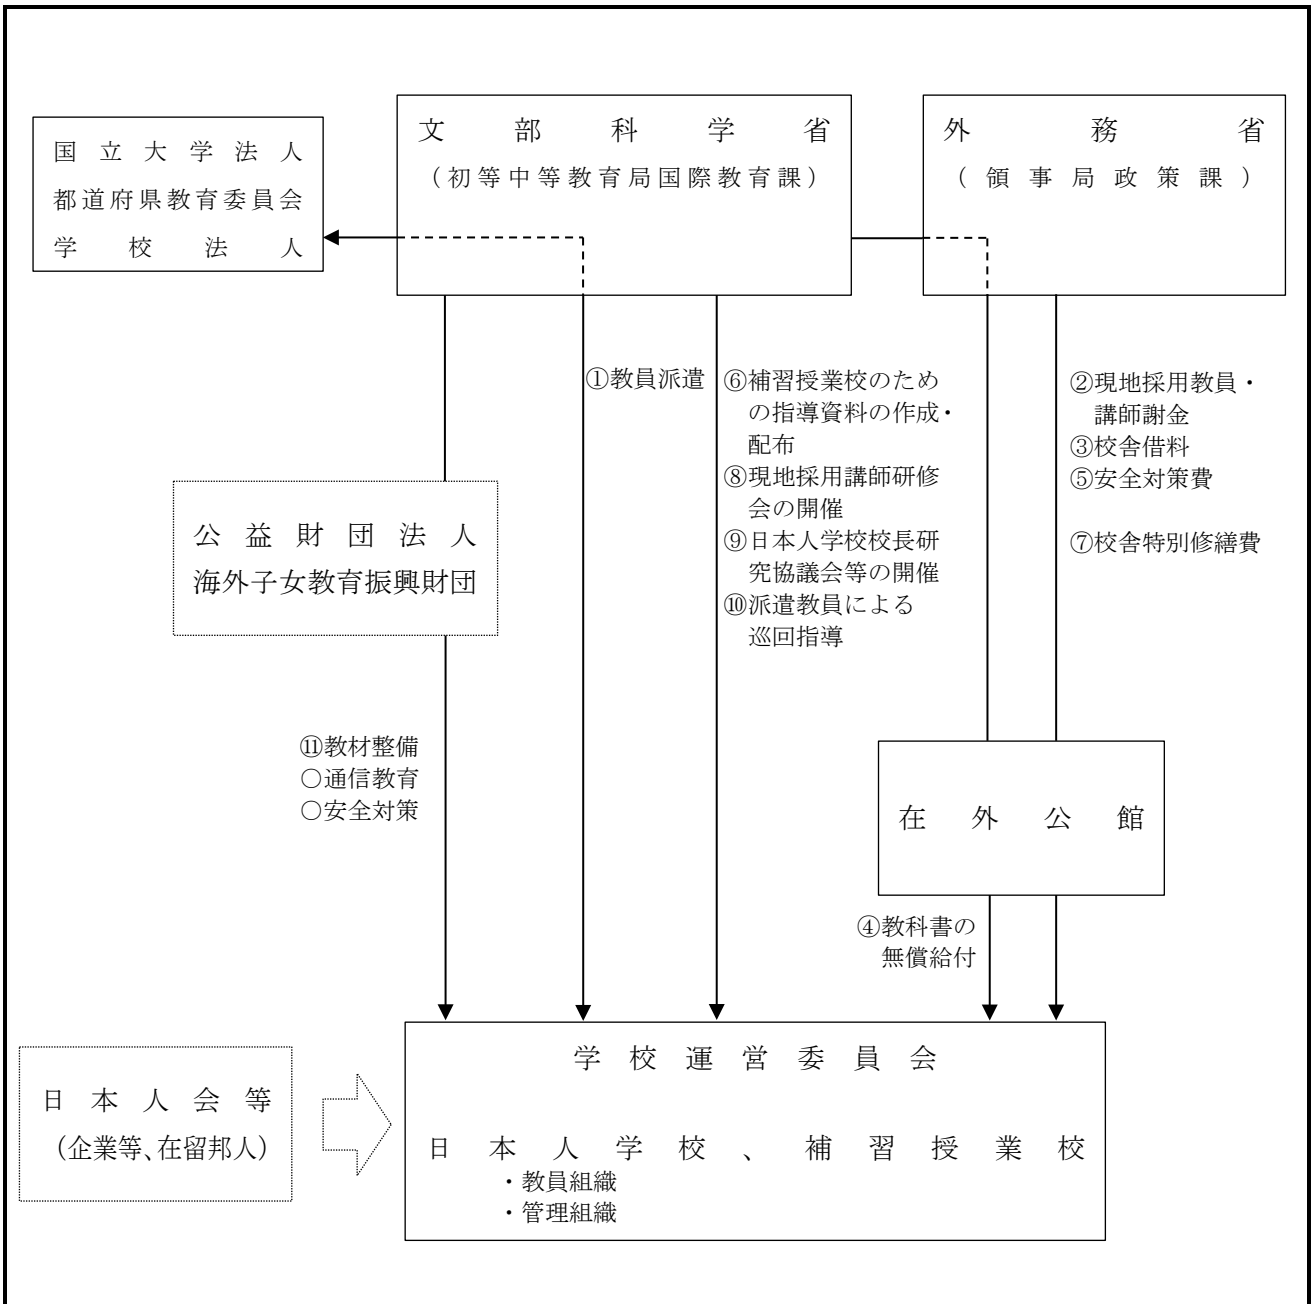 国立大学法人
都道府県教育委員会
学校法人
文部科学省
(初等中等教育局国際教育課)
外務省
(領事局政策課)
①教員派遣
⑥補習授業校のため
の指導資料の作成・
配布
⑧現地採用講師研修
会の開催
⑨日本人学校校長研
究協議会等の開催
⑩派遣教員による
巡回指導
②現地採用教員・
講師謝金
③校舎借料
⑤安全対策費
⑦校舎特別修繕費
公益財団法人
海外子女教育振興財団
⑪教材整備
○通信教育
○安全対策
在外公館
④教科書の
無償給付
日本人会等
(企業等、在留邦人)
学校運営委員会
日本人学校、補習授業校
・教員組織
・管理組織